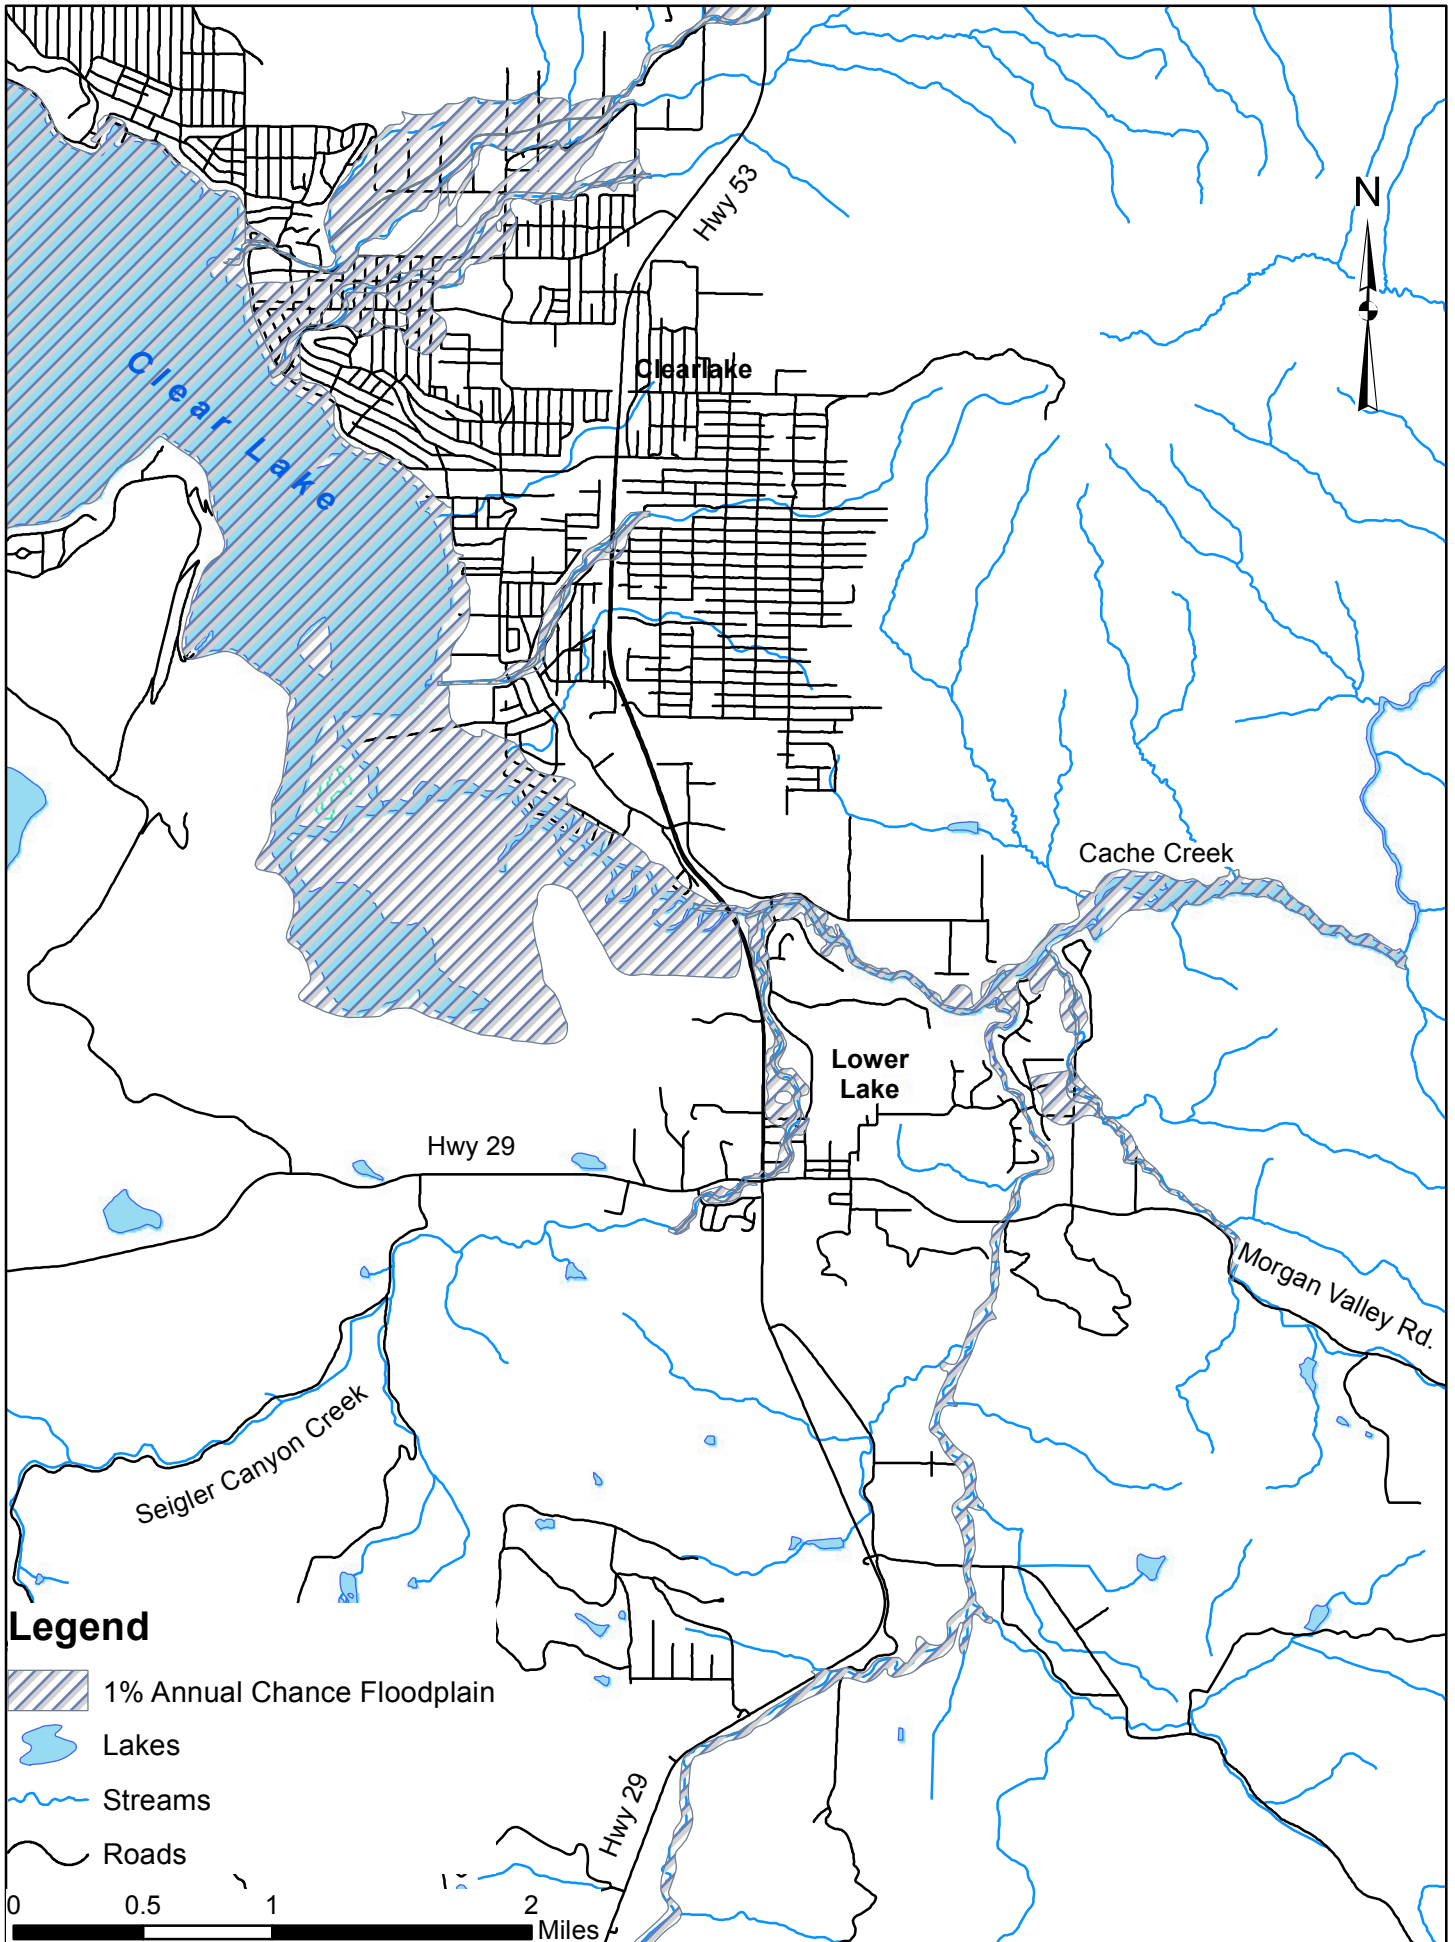 N
Hwy 53
Clearlake
Clear Lake
Cache Creek
Lower
Lake
Hwy 29
Morgan Valley Rd.
Seigler Canyon Creek
Hwy 29
Legend
1% Annual Chance Floodplain
Lakes
Streams
Roads
0 0.5 1 2
Miles